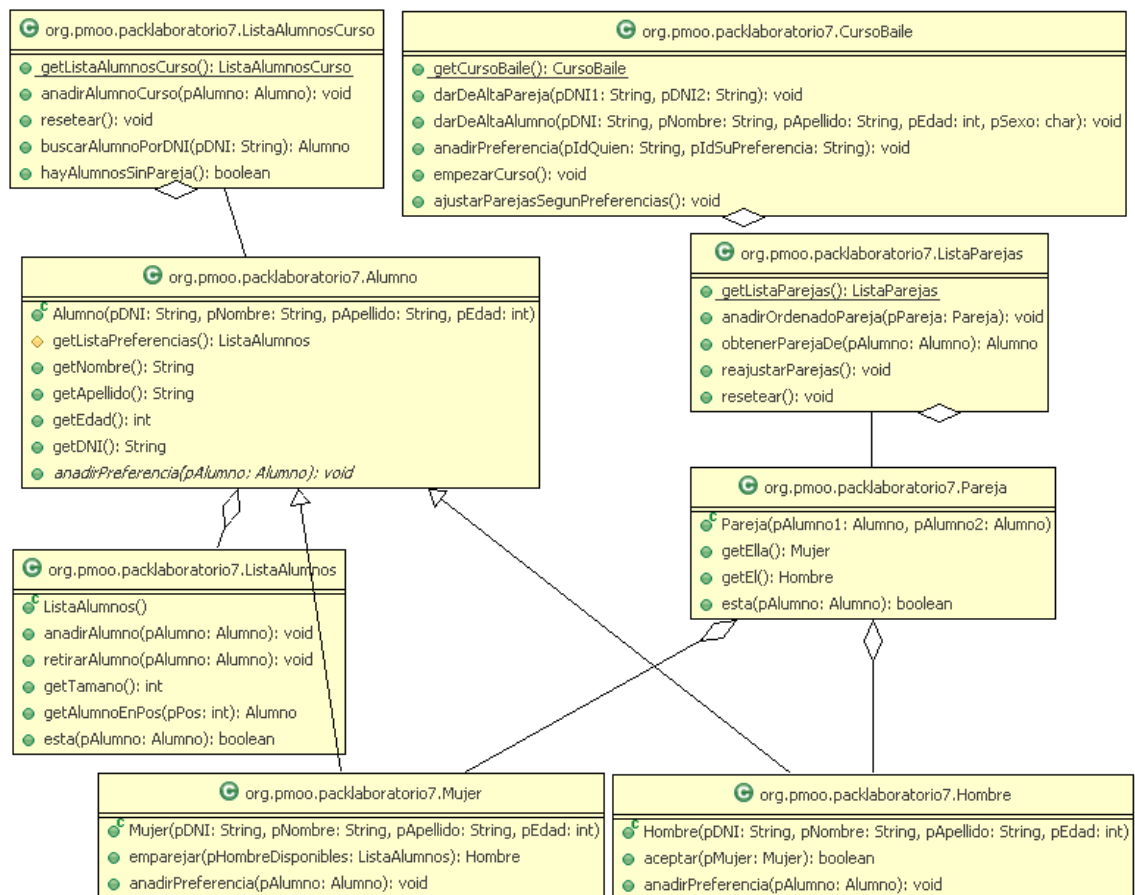 org.pmoo.packlaboratorio7.ListaAlumnosCurso
getListaAlumnosCurso(): ListaAlumnosCurso
anadirAlumnoCurso(pAlumno: Alumno): void
resetear(): void
buscarAlumnoPorDNI(pDNI: String): Alumno
hayAlumnosSinPareja(): boolean
org.pmoo.packlaboratorio7.CursoBaile
getCursoBaile(): CursoBaile
darDeAltaPareja(pDNI1: String, pDNI2: String): void
darDeAltaAlumno(pDNI: String, pNombre: String, pApellido: String, pEdad: int, pSexo: char): void
anadirPreferencia(pIdQuien: String, pIdSuPreferencia: String): void
empezarCurso(): void
ajustarParejasSegunPreferencias(): void
org.pmoo.packlaboratorio7.ListaParejas
getListaParejas(): ListaParejas
anadirOrdenadoPareja(pPareja: Pareja): void
obtenerParejaDe(pAlumno: Alumno): Alumno
reajustarParejas(): void
resetear(): void
org.pmoo.packlaboratorio7.Alumno
Alumno(pDNI: String, pNombre: String, pApellido: String, pEdad: int)
getListaPreferencias(): ListaAlumnos
getNombre(): String
getApellido(): String
getEdad(): int
getDNI(): String
anadirPreferencia(pAlumno: Alumno): void
org.pmoo.packlaboratorio7.Pareja
Pareja(pAlumno1: Alumno, pAlumno2: Alumno)
getElla(): Mujer
getEl(): Hombre
esta(pAlumno: Alumno): boolean
org.pmoo.packlaboratorio7.ListaAlumnos
ListaAlumnos()
anadirAlumno(pAlumno: Alumno): void
retirarAlumno(pAlumno: Alumno): void
getTamano(): int
getAlumnoEnPos(pPos: int): Alumno
esta(pAlumno: Alumno): boolean
org.pmoo.packlaboratorio7.Mujer
Mujer(pDNI: String, pNombre: String, pApellido: String, pEdad: int)
emparejar(pHombreDisponibles: ListaAlumnos): Hombre
anadirPreferencia(pAlumno: Alumno): void
org.pmoo.packlaboratorio7.Hombre
Hombre(pDNI: String, pNombre: String, pApellido: String, pEdad: int)
aceptar(pMujer: Mujer): boolean
anadirPreferencia(pAlumno: Alumno): void